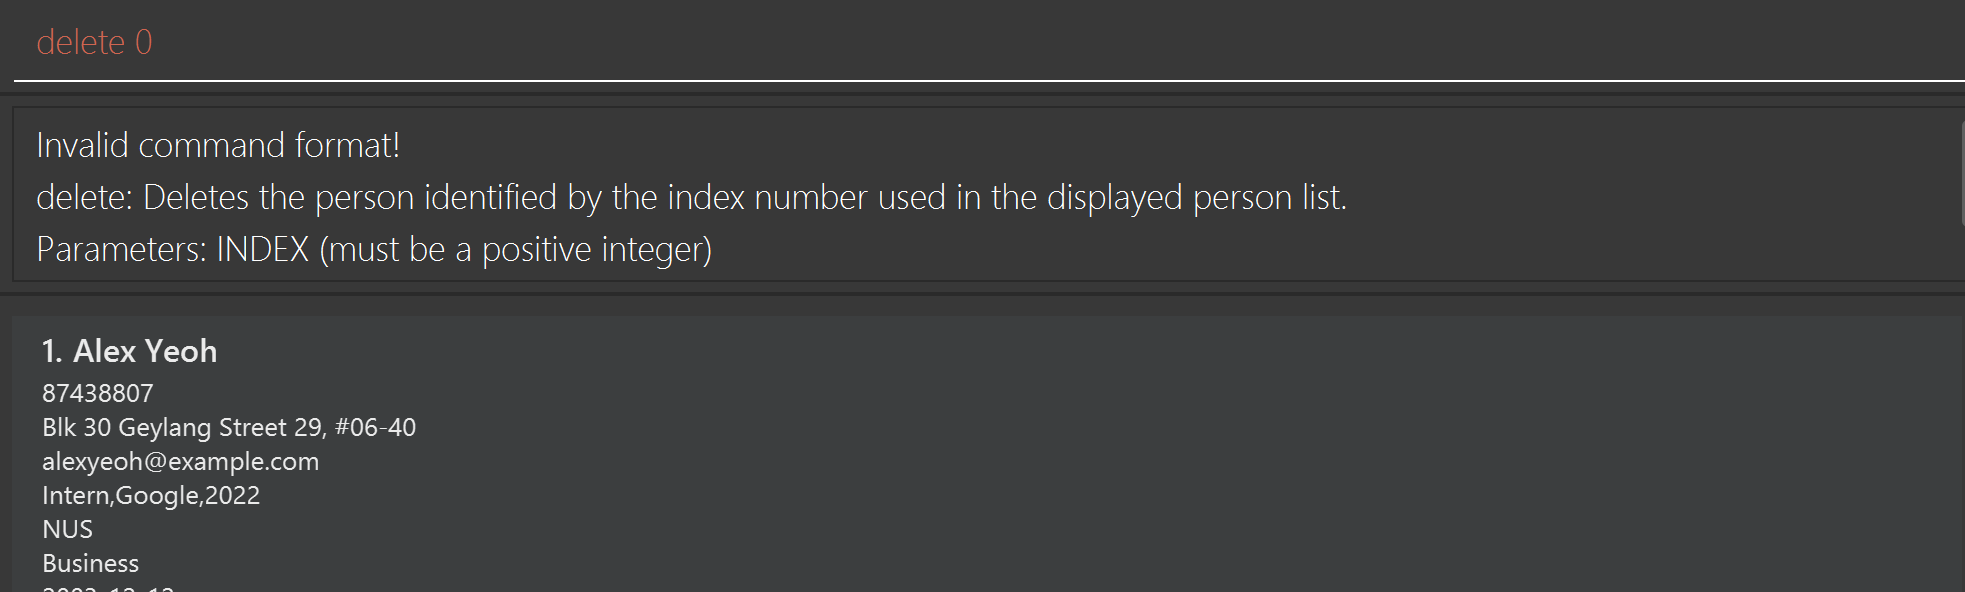 delete 0
Invalid command format!
delete: Deletes the person identified by the index number used in the displayed person list.
Parameters: INDEX (must be a positive integer)
1. Alex Yeoh
87438807
Blk 30 Geylang Street 29, #06-40
alexyeoh@example.com
Intern,Google,2022
NUS
Business